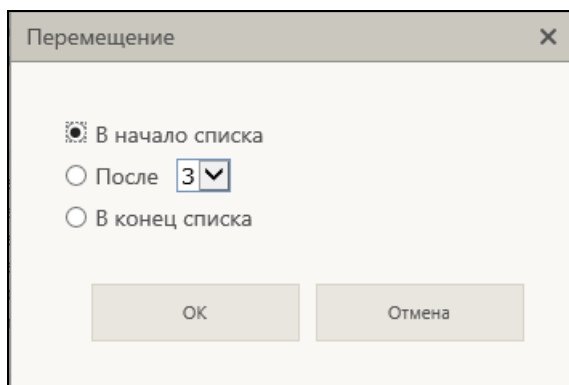 Перемещение
В начало списка
После 3
В конец списка
ОК Отмена